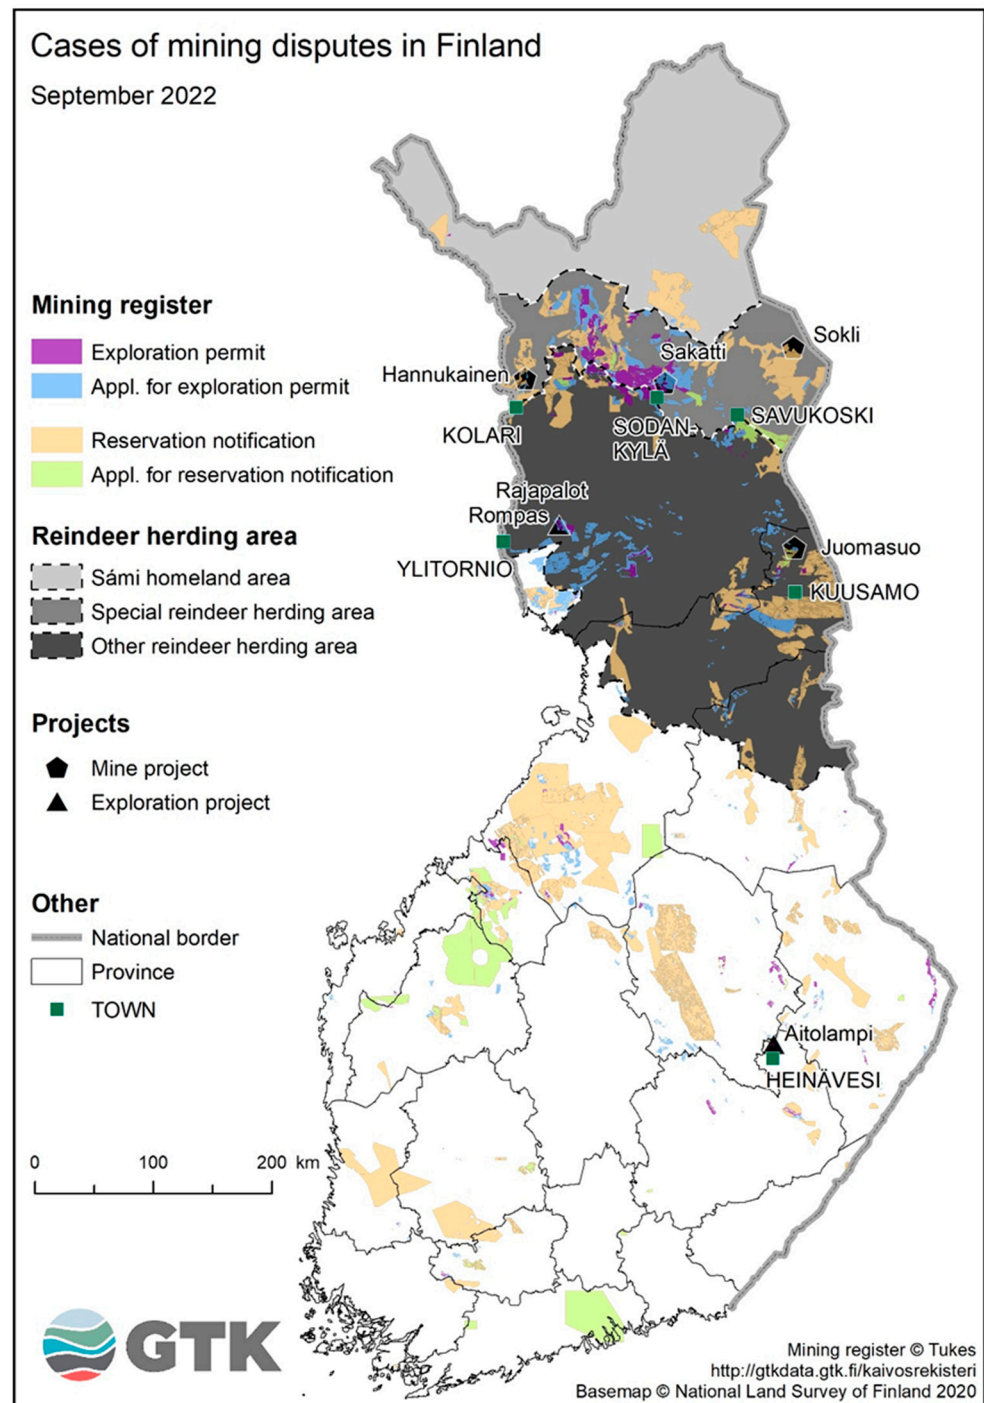 Cases of mining disputes in Finland
September 2022
Mining register
Exploration permit
Appl. for exploration permit
Reservation notification
Appl. for reservation notification
Reindeer herding area
Sámi homeland area
Special reindeer herding area
Other reindeer herding area
Projects
Mine project
Exploration project
Other
National border
Province
TOWN
0 100 200 km
Sokli
Sakatti
Hannukainen
KOLARI
SODAN-
KYLÄ
SAVUKOSKI
Rajapalot
Rompas
YLITORNIO
Juomasuo
KUUSAMO
Aitolampi
HEINÄVESI
GTK
Mining register © Tukes
http://gtkdata.gtk.fi/kaivosrekisteri
Basemap © National Land Survey of Finland 2020